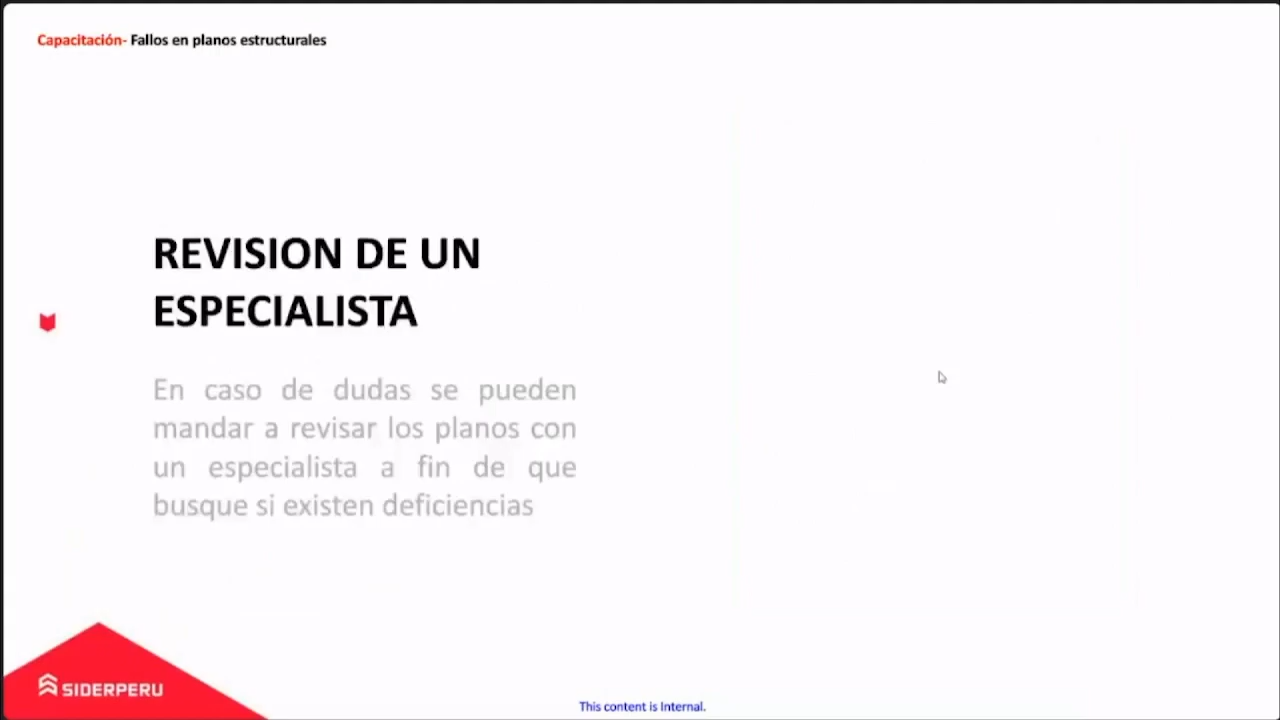 Capacitación- Fallos en planos estructurales
REVISION DE UN
ESPECIALISTA
En caso de dudas se pueden
mandar a revisar los planos con
un especialista a fin de que
busque si existen deficiencias
SIDERPERU
This content is Internal.